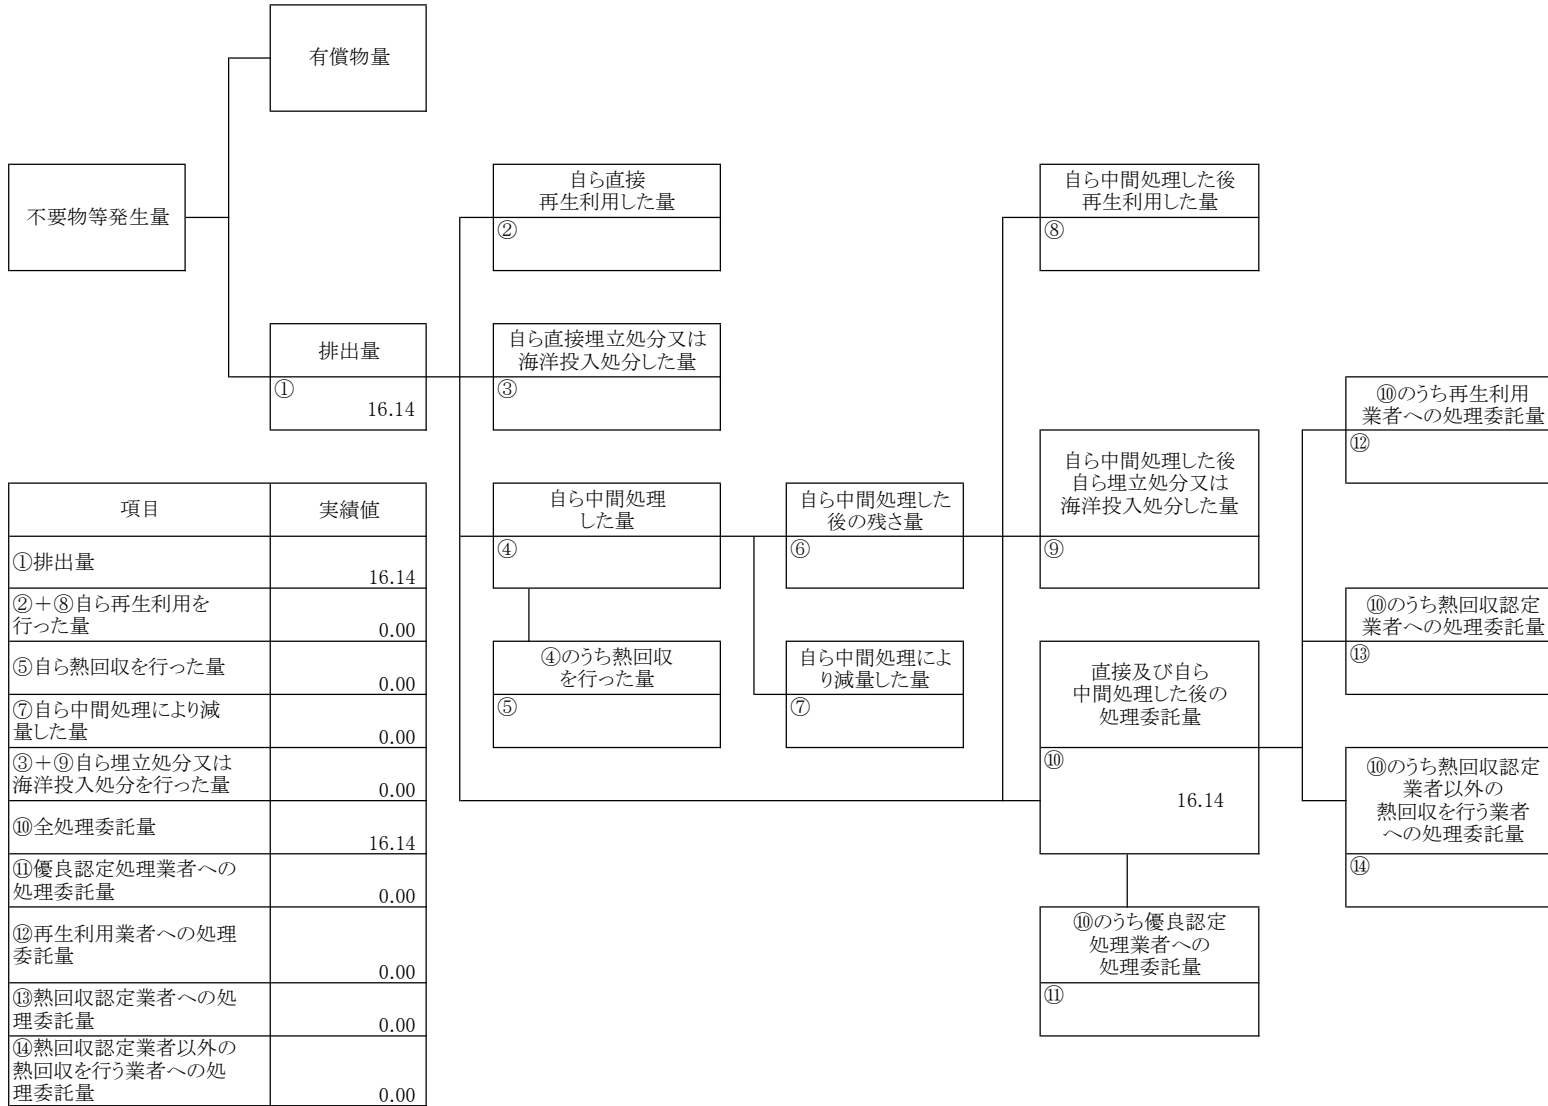 有償物量
不要物等発生量
自ら直接
再生利用した量
②
自ら中間処理した後
再生利用した量
⑧
排出量
①
16.14
自ら直接埋立処分又は
海洋投入処分した量
③
⑩のうち再生利用
業者への処理委託量
⑫
自ら中間処理した後
自ら埋立処分又は
海洋投入処分した量
⑨
自ら中間処理
した量
④
自ら中間処理した
後の残さ量
⑥
④のうち熱回収
を行った量
⑤
自ら中間処理によ
り減量した量
⑦
直接及び自ら
中間処理した後の
処理委託量
⑩
16.14
⑩のうち熱回収認定
業者への処理委託量
⑬
⑩のうち熱回収認定
業者以外の
熱回収を行う業者
への処理委託量
⑭
⑩のうち優良認定
処理業者への
処理委託量
⑪
項目 実績値
①排出量
16.14
②＋⑧自ら再生利用を
行った量 0.00
⑤自ら熱回収を行った量
0.00
⑦自ら中間処理により減
量した量 0.00
③＋⑨自ら埋立処分又は
海洋投入処分を行った量 0.00
⑩全処理委託量
16.14
⑪優良認定処理業者への
処理委託量 0.00
⑫再生利用業者への処理
委託量
0.00
⑬熱回収認定業者への処
理委託量 0.00
⑭熱回収認定業者以外の
熱回収を行う業者への処
理委託量 0.00